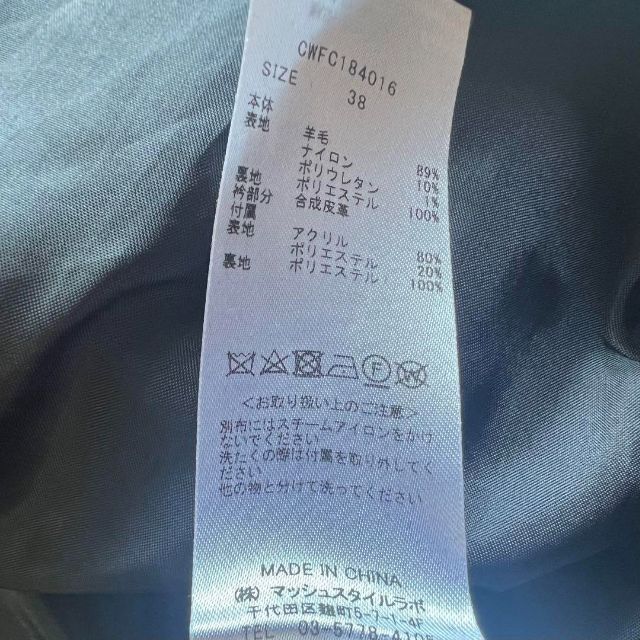 CWFC184016
SIZE 38
本体
表地 羊毛 89%
ナイロン 10%
ポリウレタン 1%
裏地 ポリエステル 100%
衿部分 合成皮革
付属
表地 アクリル 80%
ポリエステル 20%
裏地 ポリエステル 100%
F W
<お取り扱い上のご注意>
別布にはスチームアイロンをかけ
ないでください
洗たくの際は付属を取り外してく
ださい
他の物と分けて洗ってください
MADE IN CHINA
(株) マッシュスタイルラボ
千代田区麹町5-7-1-4F
TEL 03-5778-